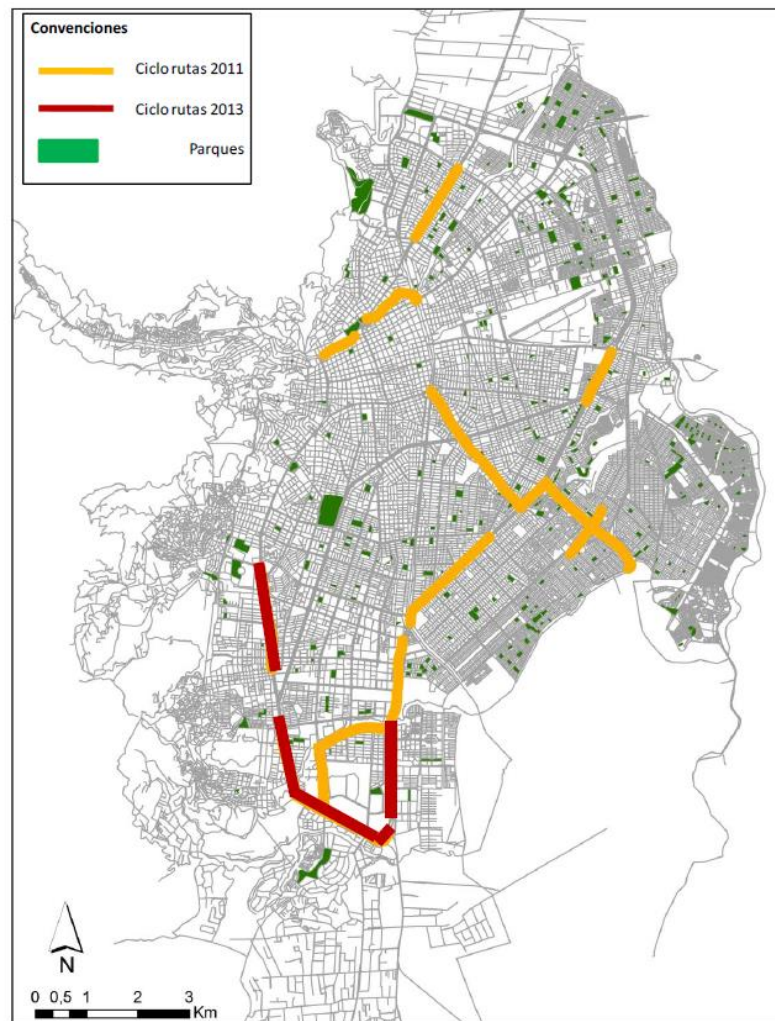 Convenciones
Ciclo rutas 2011
Ciclo rutas 2013
Parques
N
0 0,5 1 2 3
Km